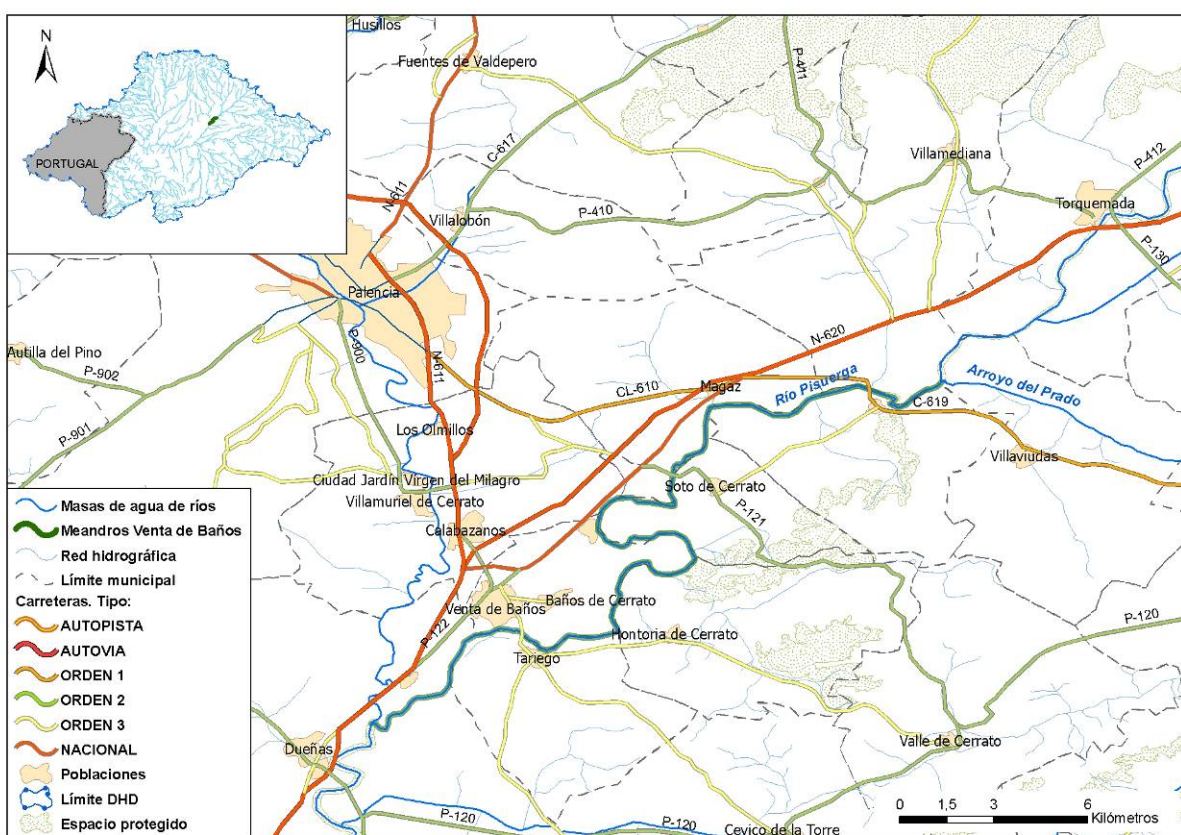 N
PORTUGAL
Husillos
Fuentes de Valdepero
P-411
C-617
Villamediana
P-412
N-611
Villalobón
P-410
Torquemada
P-130
Palencia
P-900
N-611
N-620
Autilla del Pino
P-902
CL-610
Magaz
Río Pisuerga
Arroyo del Prado
C-619
P-901
Los Olmillos
Villaviudas
Ciudad Jardín Virgen del Milagro
Soto de Cerrato
Villamuriel de Cerrato
P-121
Calabazanos
Venta de Baños
Baños de Cerrato
P-122
Hontoria de Cerrato
P-120
Tariego
Dueñas
Valle de Cerrato
P-120
P-120
Cevico de la Torre
Masas de agua de ríos
Meandros Venta de Baños
Red hidrográfica
Límite municipal
Carreteras. Tipo:
AUTOPISTA
AUTOVIA
ORDEN 1
ORDEN 2
ORDEN 3
NACIONAL
Poblaciones
Límite DHD
Espacio protegido
0 1,5 3 6
Kilómetros